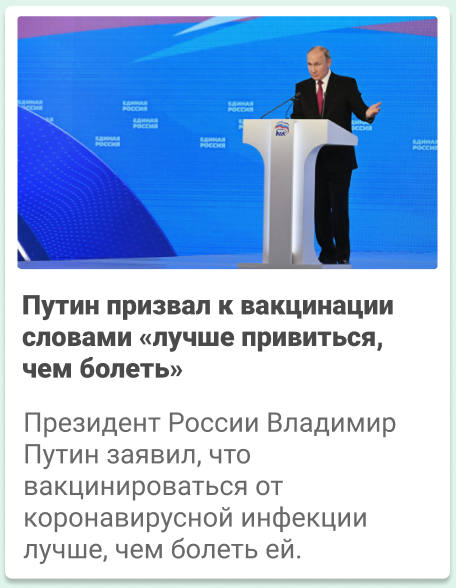 ЕДИНАЯ
РОССИЯ
ЕДИНАЯ
РОССИЯ
ЕДИНАЯ
РОССИЯ
ЕДИНАЯ
РОССИЯ
ЕДИНАЯ
РОССИЯ
Путин призвал к вакцинации
словами «лучше привиться,
чем болеть»
Президент России Владимир
Путин заявил, что
вакцинироваться от
коронавирусной инфекции
лучше, чем болеть ей.